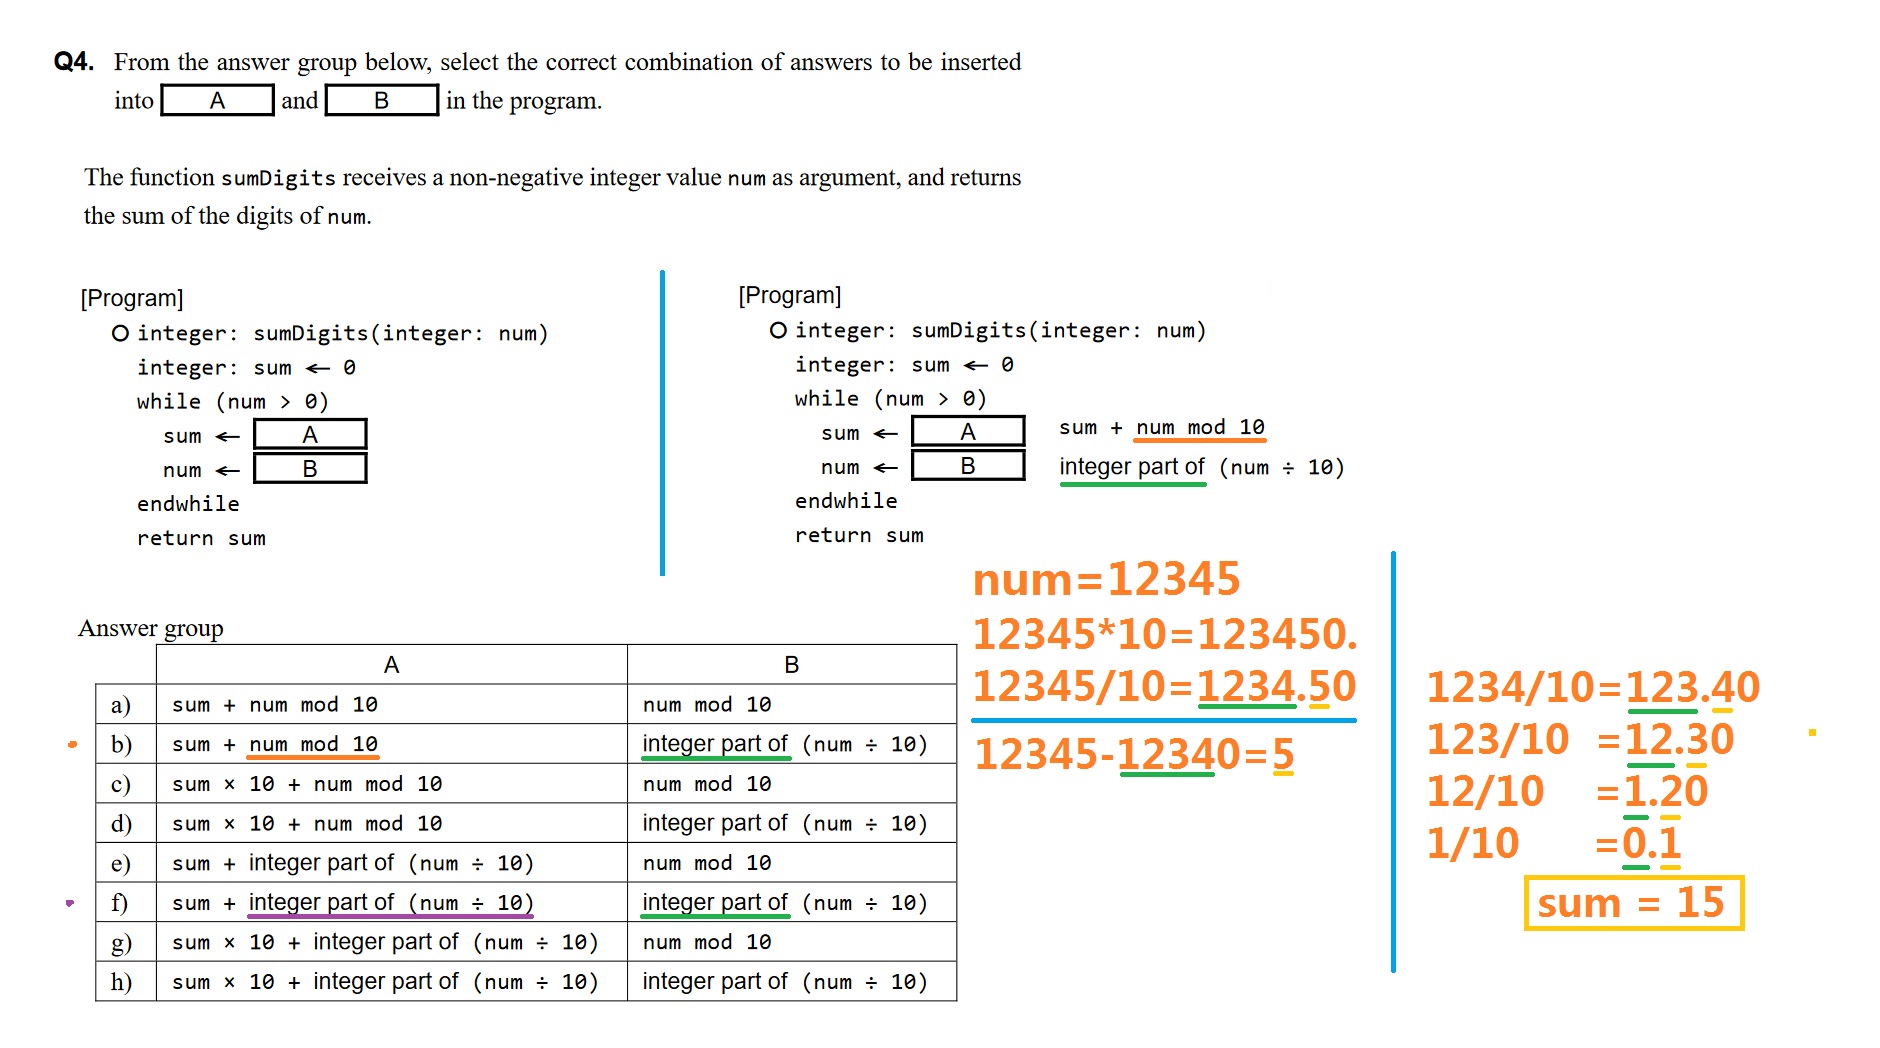 Q4. From the answer group below, select the correct combination of answers to be inserted
into A and B in the program.
The function sumDigits receives a non-negative integer value num as argument, and returns
the sum of the digits of num.
[Program]
○ integer: sumDigits(integer: num)
integer: sum ← 0
while (num > 0)
sum ← A
num ← B
endwhile
return sum
[Program]
○ integer: sumDigits(integer: num)
integer: sum ← 0
while (num > 0)
sum ← A sum + num mod 10
num ← B integer part of (num ÷ 10)
endwhile
return sum
Answer group
A B
a) sum + num mod 10 num mod 10
b) sum + num mod 10 integer part of (num ÷ 10)
c) sum × 10 + num mod 10 num mod 10
d) sum × 10 + num mod 10 integer part of (num ÷ 10)
e) sum + integer part of (num ÷ 10) num mod 10
f) sum + integer part of (num ÷ 10) integer part of (num ÷ 10)
g) sum × 10 + integer part of (num ÷ 10) num mod 10
h) sum × 10 + integer part of (num ÷ 10) integer part of (num ÷ 10)
num=12345
12345*10=123450.
12345/10=1234.50
12345-12340=5
1234/10=123.40
123/10 =12.30
12/10 =1.20
1/10 =0.1
sum = 15